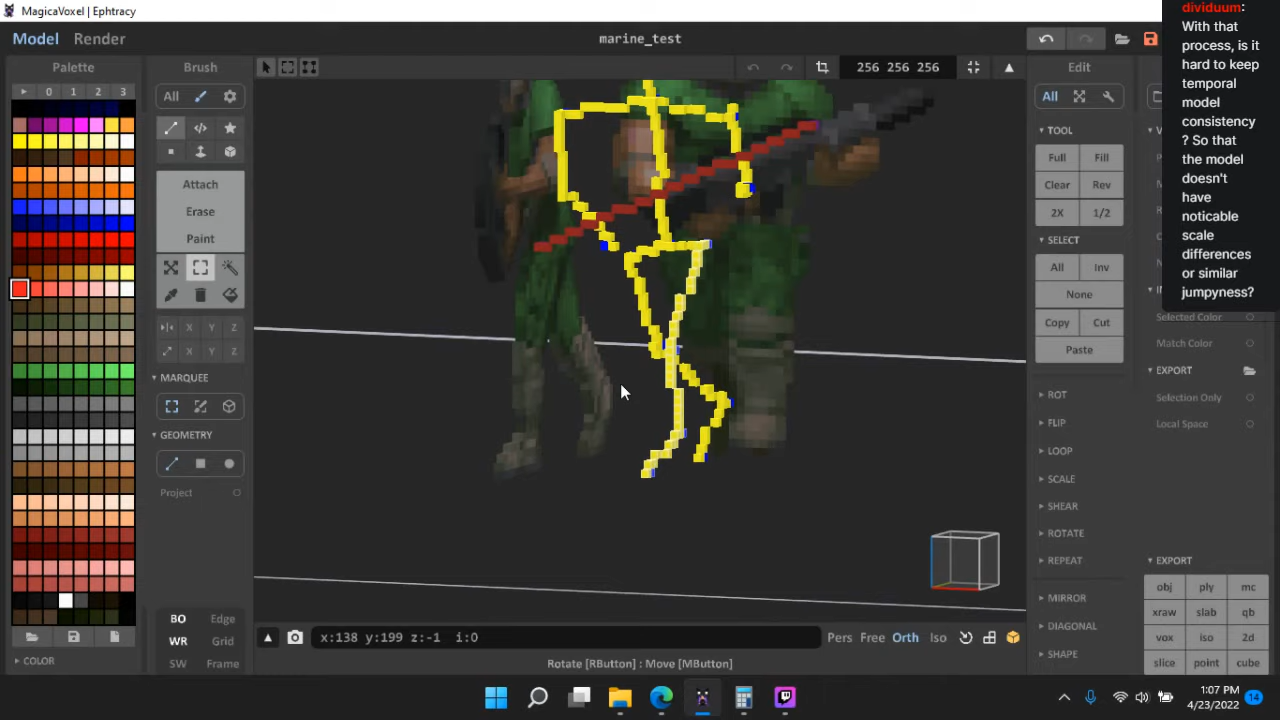 MagicaVoxel | Ephtracy
Model Render
marine_test
Palette
0 1 2 3
COLOR
Brush
All
Attach
Erase
Paint
X Y Z
X Y Z
MARQUEE
GEOMETRY
Project
BO Edge
WR Grid
SW Frame
256 256 256
x:138 y:199 z:-1 i:0
Pers Free Orth Iso
Rotate [RButton] : Move [MButton]
Edit
All
TOOL
Full Fill
Clear Rev
2X 1/2
SELECT
All Inv
None
Copy Cut
Paste
ROT
FLIP
LOOP
SCALE
SHEAR
ROTATE
REPEAT
MIRROR
DIAGONAL
SHAPE
dividuum:
With that
process, is it
hard to keep
temporal
model
consistency
? So that
the model
doesn't
have
noticable
scale
differences
or similar
jumpyness?
Selected Color
Match Color
EXPORT
Selection Only
Local Space
EXPORT
obj ply mc
xraw slab qb
vox iso 2d
slice point cube
1:07 PM
4/23/2022
14